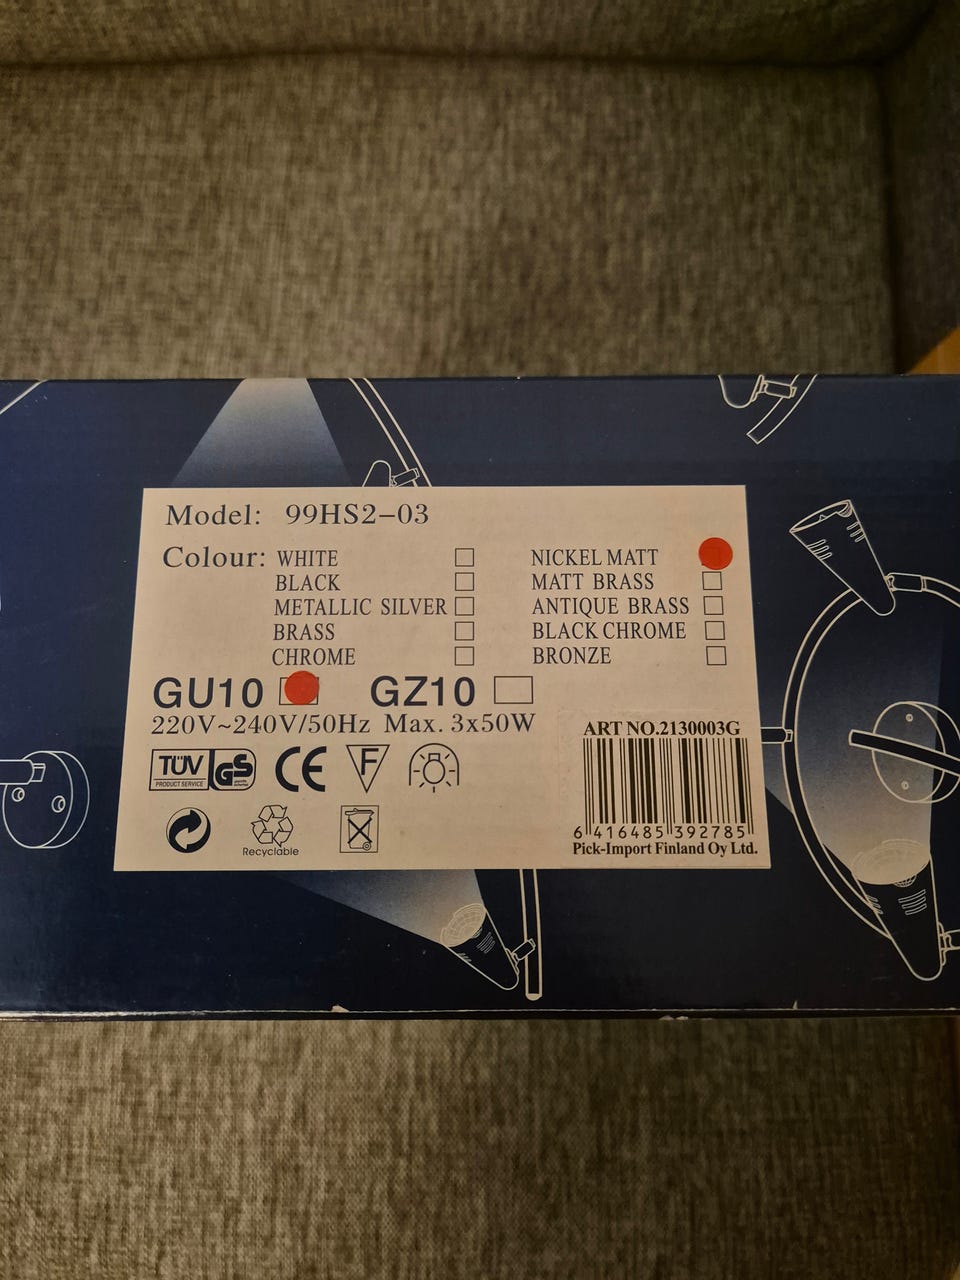 Model: 99HS2-03
Colour: WHITE
BLACK
METALLIC SILVER
BRASS
CHROME
NICKEL MATT
MATT BRASS
ANTIQUE BRASS
BLACK CHROME
BRONZE
GU10 GZ10
220V~240V/50Hz Max. 3x50W
TÜV GS
PRODUCT SERVICE
CE F
Recyclable
ART NO.2130003G
6 416485 392785
Pick-Import Finland Oy Ltd.